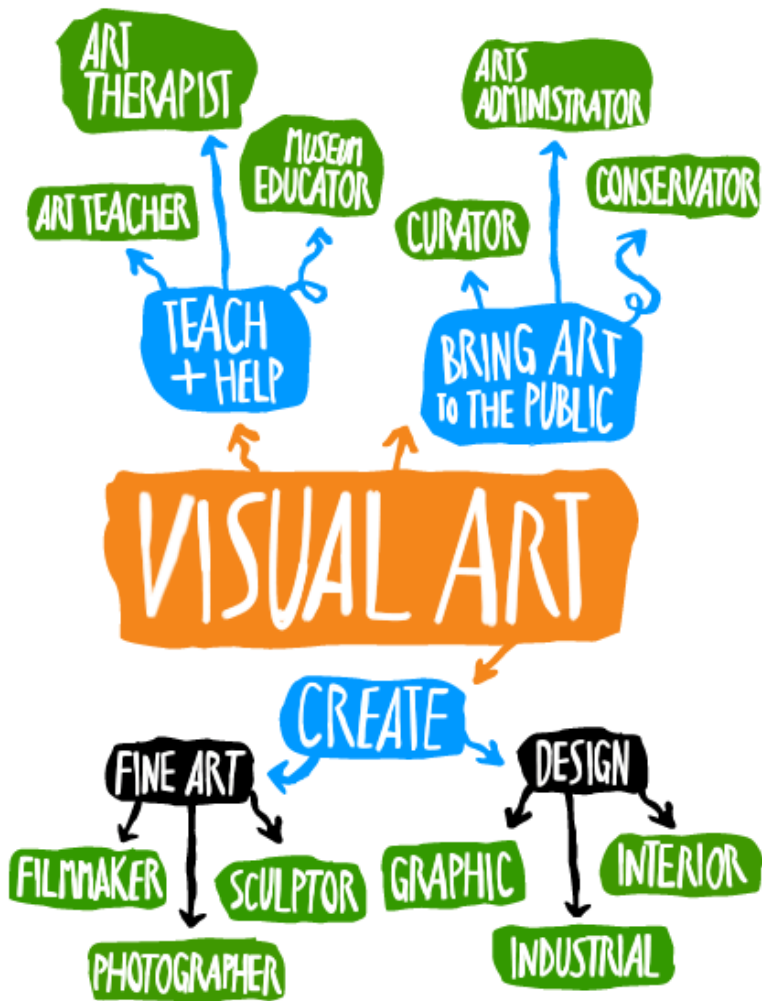 ART
THERAPIST
ARTS
ADMINISTRATOR
MUSEUM
EDUCATOR
CONSERVATOR
ART TEACHER
CURATOR
TEACH
+ HELP
BRING ART
TO THE PUBLIC
VISUAL ART
CREATE
FINE ART
DESIGN
FILMMAKER
SCULPTOR
GRAPHIC
INTERIOR
PHOTOGRAPHER
INDUSTRIAL